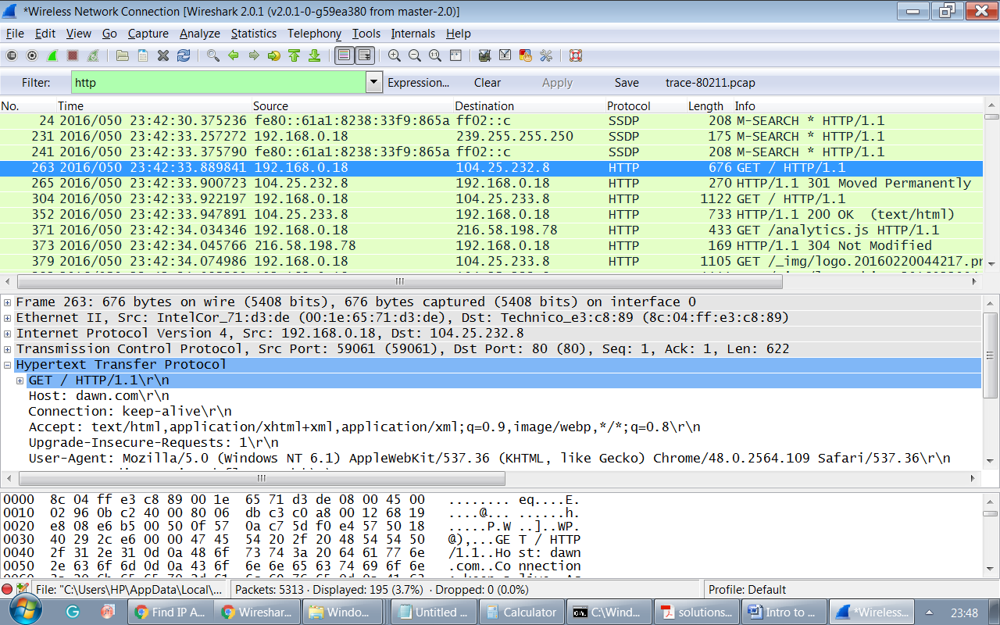 *Wireless Network Connection [Wireshark 2.0.1 (v2.0.1-0-g59ea380 from master-2.0)]
File Edit View Go Capture Analyze Statistics Telephony Tools Internals Help
Filter: http Expression... Clear Apply Save trace-80211.pcap
No. Time Source Destination Protocol Length Info
24 2016/050 23:42:30.375236 fe80::61a1:8238:33f9:865a ff02::c SSDP 208 M-SEARCH * HTTP/1.1
231 2016/050 23:42:33.257272 192.168.0.18 239.255.255.250 SSDP 175 M-SEARCH * HTTP/1.1
241 2016/050 23:42:33.375790 fe80::61a1:8238:33f9:865a ff02::c SSDP 208 M-SEARCH * HTTP/1.1
263 2016/050 23:42:33.889841 192.168.0.18 104.25.232.8 HTTP 676 GET / HTTP/1.1
265 2016/050 23:42:33.900723 104.25.232.8 192.168.0.18 HTTP 270 HTTP/1.1 301 Moved Permanently
304 2016/050 23:42:33.922197 192.168.0.18 104.25.233.8 HTTP 1122 GET / HTTP/1.1
352 2016/050 23:42:33.947891 104.25.233.8 192.168.0.18 HTTP 733 HTTP/1.1 200 OK (text/html)
371 2016/050 23:42:34.034346 192.168.0.18 216.58.198.78 HTTP 433 GET /analytics.js HTTP/1.1
373 2016/050 23:42:34.045766 216.58.198.78 192.168.0.18 HTTP 169 HTTP/1.1 304 Not Modified
379 2016/050 23:42:34.074986 192.168.0.18 104.25.233.8 HTTP 1105 GET /_img/logo.20160220044217.pr
Frame 263: 676 bytes on wire (5408 bits), 676 bytes captured (5408 bits) on interface 0
Ethernet II, Src: IntelCor_71:d3:de (00:1e:65:71:d3:de), Dst: Technico_e3:c8:89 (8c:04:ff:e3:c8:89)
Internet Protocol Version 4, Src: 192.168.0.18, Dst: 104.25.232.8
Transmission Control Protocol, Src Port: 59061 (59061), Dst Port: 80 (80), Seq: 1, Ack: 1, Len: 622
Hypertext Transfer Protocol
GET / HTTP/1.1\r\n
Host: dawn.com\r\n
Connection: keep-alive\r\n
Accept: text/html,application/xhtml+xml,application/xml;q=0.9,image/webp,*/*;q=0.8\r\n
Upgrade-Insecure-Requests: 1\r\n
User-Agent: Mozilla/5.0 (Windows NT 6.1) AppleWebKit/537.36 (KHTML, like Gecko) Chrome/48.0.2564.109 Safari/537.36\r\n
0000 8c 04 ff e3 c8 89 00 1e 65 71 d3 de 08 00 45 00 ........ eq....E.
0010 02 96 0b c2 40 00 80 06 db c3 c0 a8 00 12 68 19 ....@... ......h.
0020 e8 08 e6 b5 00 50 0f 57 0a c7 5d f0 e4 57 50 18 .....P.W ..]..WP.
0030 40 29 2c e6 00 00 47 45 54 20 2f 20 48 54 54 50 @),...GE T / HTTP
0040 2f 31 2e 31 0d 0a 48 6f 73 74 3a 20 64 61 77 6e /1.1..Ho st: dawn
0050 2e 63 6f 6d 0d 0a 43 6f 6e 6e 65 63 74 69 6f 6e .com..Co nnection
File: "C:\Users\HP\AppData\Local\... Packets: 5313 · Displayed: 195 (3.7%) · Dropped: 0 (0.0%) Profile: Default
Find IP A... Wireshar... Windo... Untitled ... Calculator C:\Wind... solutions... Intro to ... *Wireless... 23:48